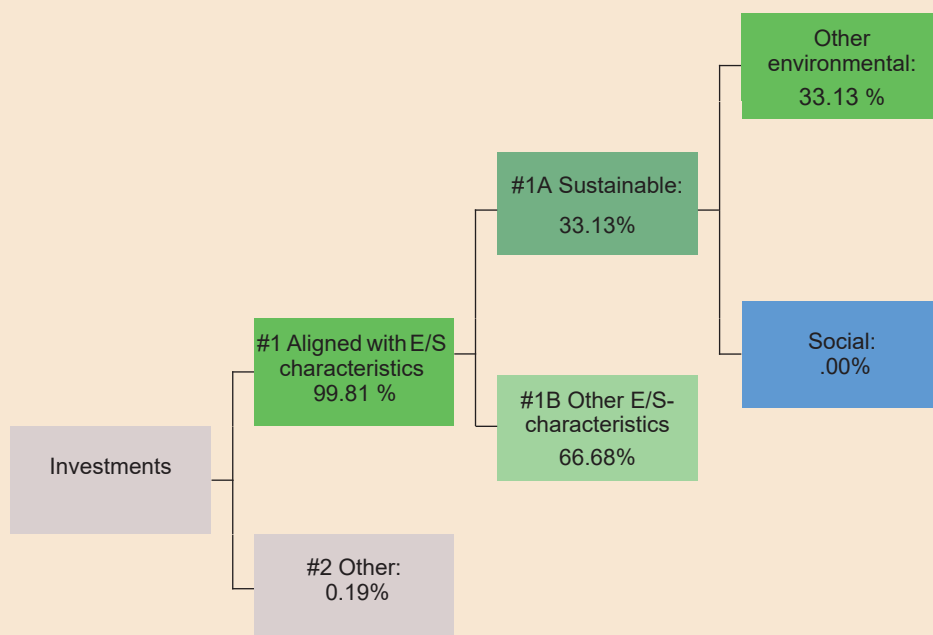 Other
environmental:
33.13 %
#1A Sustainable:
33.13%
#1 Aligned with E/S
characteristics
99.81 %
Social:
.00%
#1B Other E/S-
characteristics
66.68%
Investments
#2 Other:
0.19%